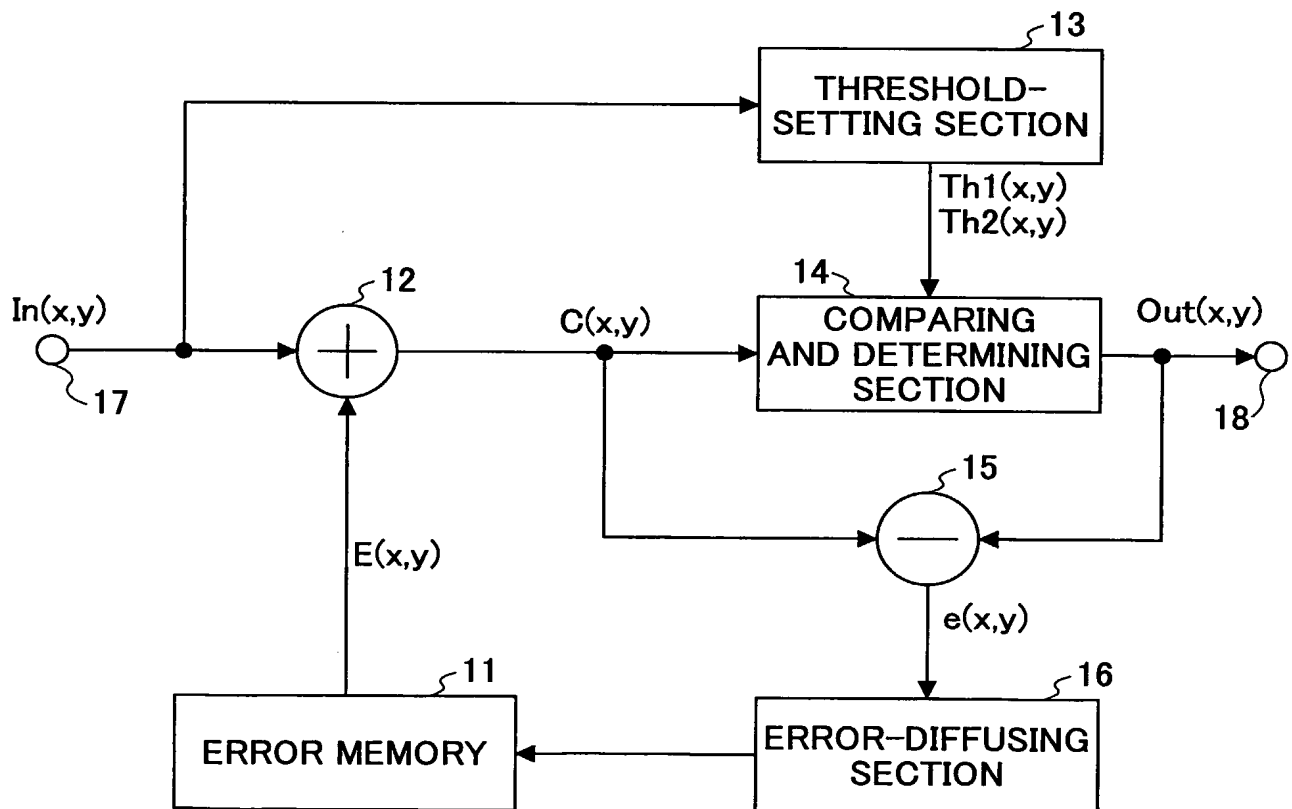 13
THRESHOLD-
SETTING SECTION
Th1(x,y)
Th2(x,y)
In(x,y)
12
C(x,y)
14
COMPARING
AND DETERMINING
SECTION
Out(x,y)
17
18
15
E(x,y)
e(x,y)
11
ERROR MEMORY
16
ERROR-DIFFUSING
SECTION